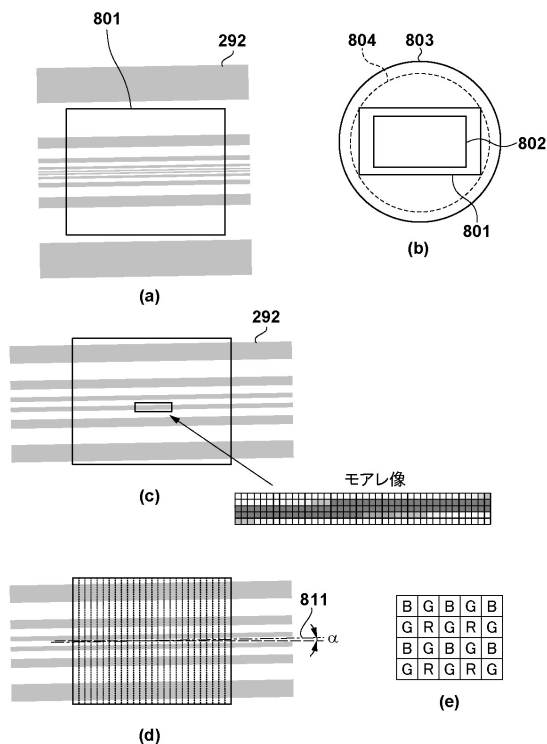 801
292
804
803
802
801
(a)
(b)
292
(c)
モアレ像
811
α
(d)
B G B G B
G R G R G
B G B G B
G R G R G
(e)